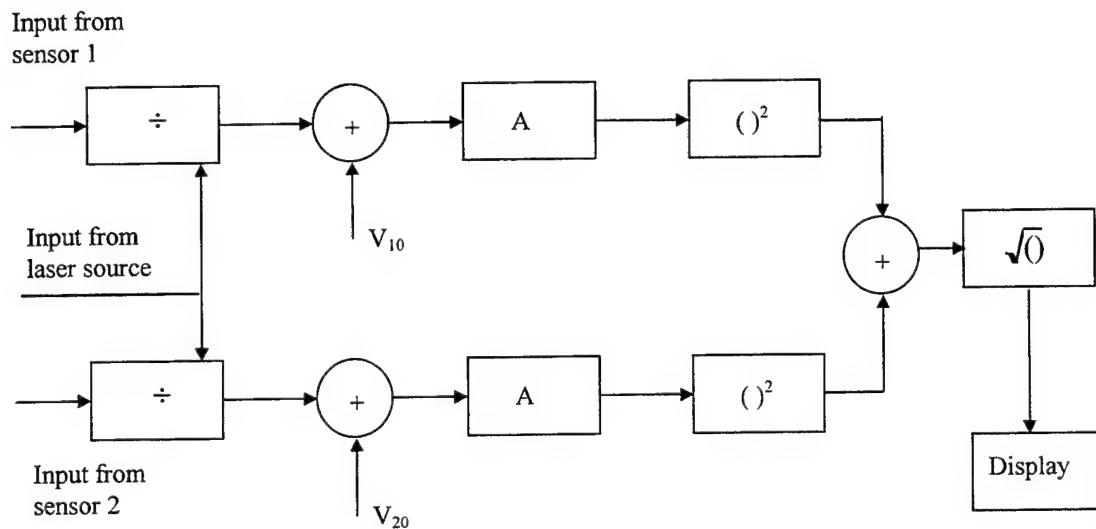 Input from
sensor 1
÷
+
A
( )²
V₁₀
Input from
laser source
+
√()
÷
+
A
( )²
Display
Input from
sensor 2
V₂₀